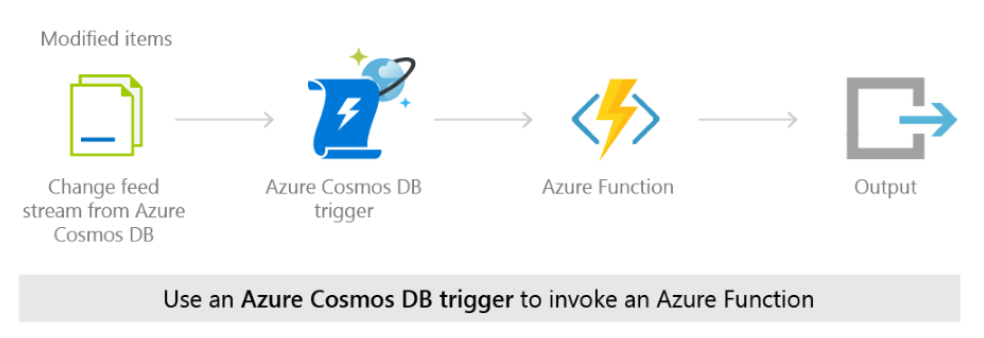 Modified items
Change feed
stream from Azure
Cosmos DB
Azure Cosmos DB
trigger
Azure Function
Output
Use an Azure Cosmos DB trigger to invoke an Azure Function